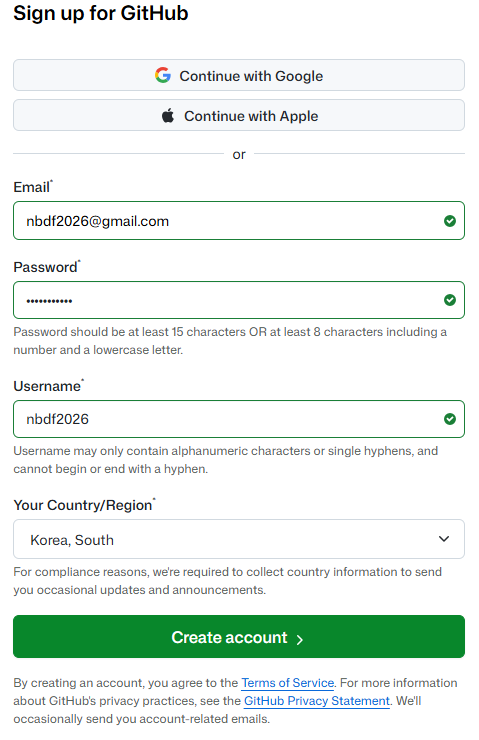 Sign up for GitHub
Continue with Google
Continue with Apple
or
Email*
nbdf2026@gmail.com
Password*
•••••••••••
Password should be at least 15 characters OR at least 8 characters including a
number and a lowercase letter.
Username*
nbdf2026
Username may only contain alphanumeric characters or single hyphens, and
cannot begin or end with a hyphen.
Your Country/Region*
Korea, South
For compliance reasons, we're required to collect country information to send
you occasional updates and announcements.
Create account >
By creating an account, you agree to the Terms of Service. For more information
about GitHub's privacy practices, see the GitHub Privacy Statement. We'll
occasionally send you account-related emails.